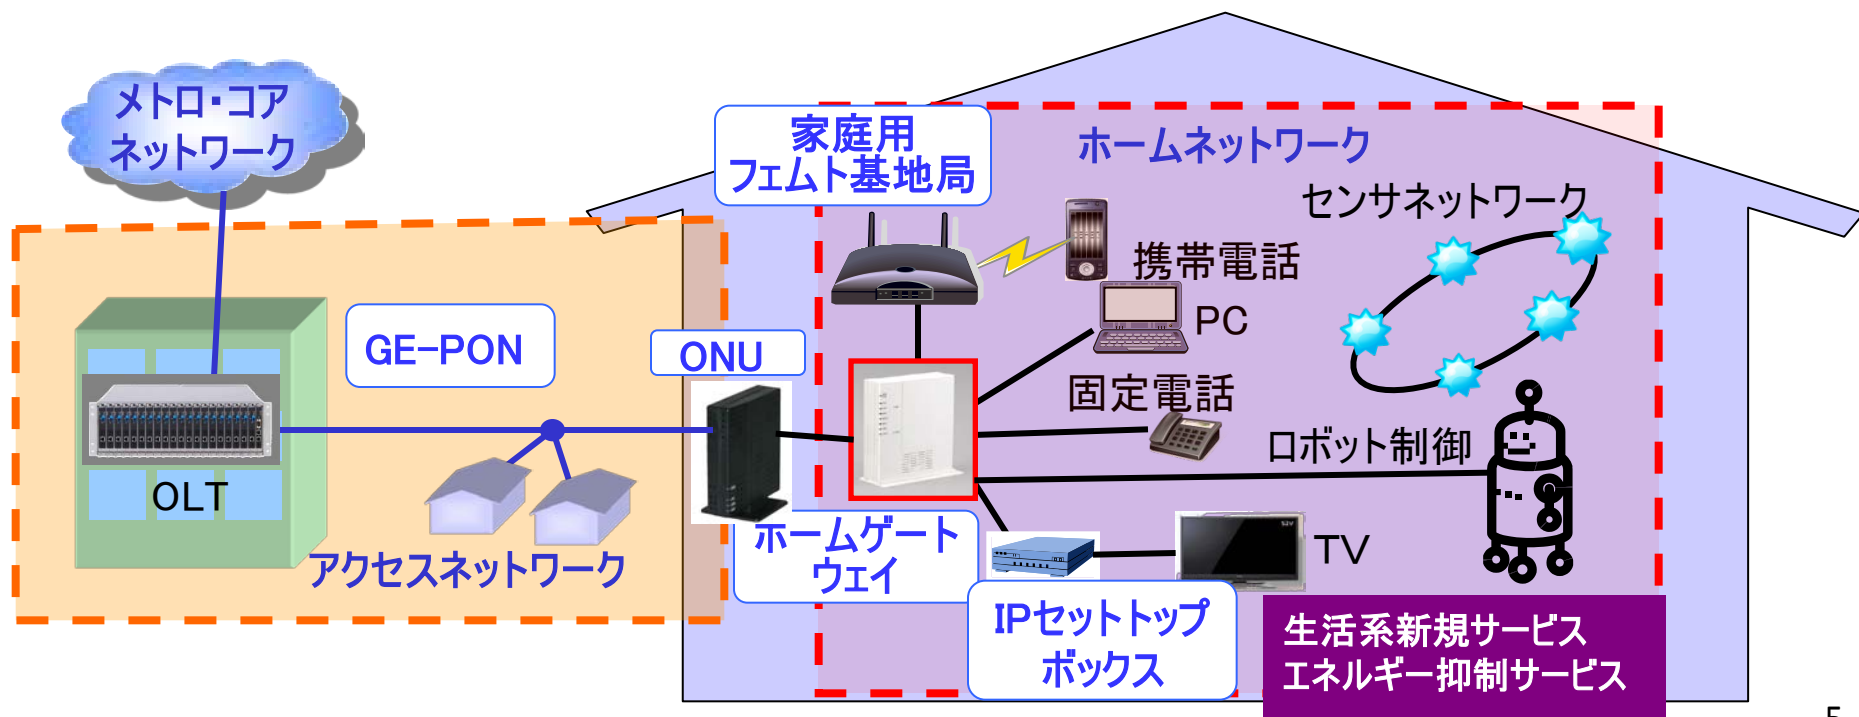 メトロ・コア
ネットワーク
家庭用
フェムト基地局
ホームネットワーク
センサネットワーク
携帯電話
PC
GE-PON
ONU
固定電話
ロボット制御
OLT
アクセスネットワーク
ホームゲート
ウェイ
TV
IPセットトップ
ボックス
生活系新規サービス
エネルギー抑制サービス